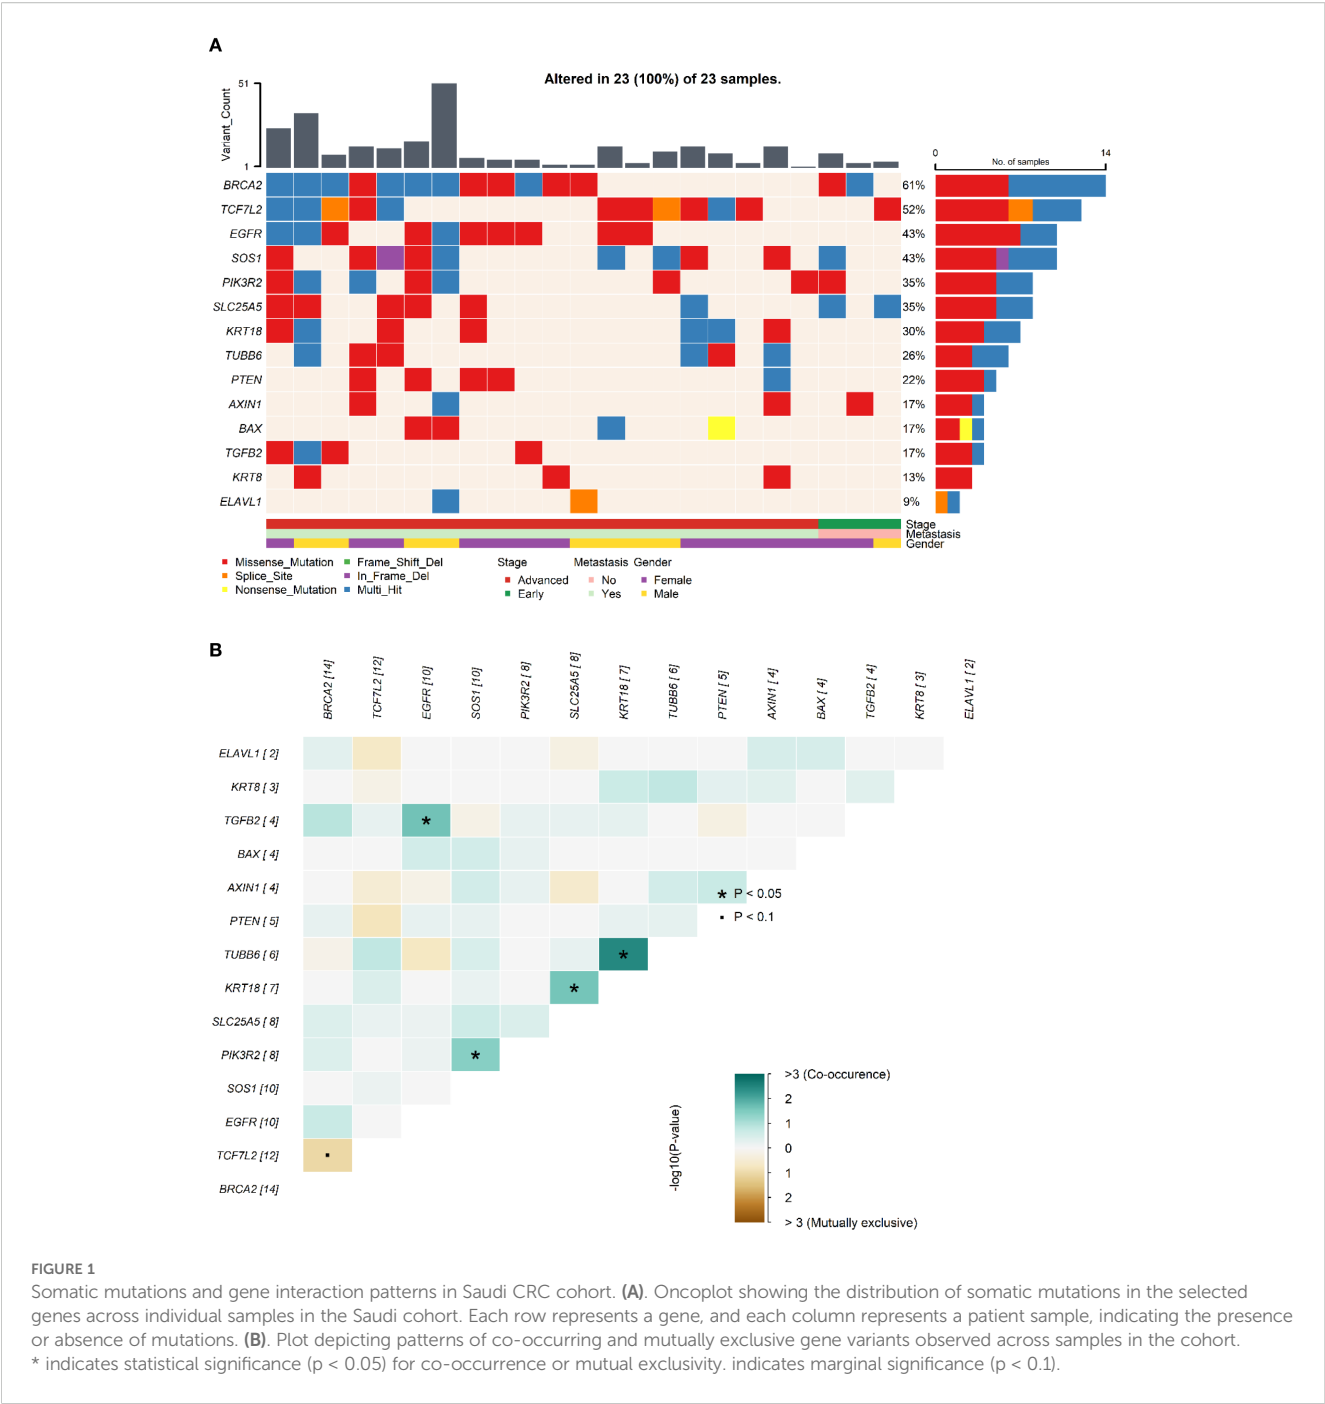 A
Altered in 23 (100%) of 23 samples.
51
Variant_Count
1
0
No. of samples
14
BRCA2 61%
TCF7L2 52%
EGFR 43%
SOS1 43%
PIK3R2 35%
SLC25A5 35%
KRT18 30%
TUBB6 26%
PTEN 22%
AXIN1 17%
BAX 17%
TGFB2 17%
KRT8 13%
ELAVL1 9%
Stage
Metastasis
Gender
Missense_Mutation Frame_Shift_Del Stage Metastasis Gender
Splice_Site In_Frame_Del Advanced No Female
Nonsense_Mutation Multi_Hit Early Yes Male
B
BRCA2 [14]
TCF7L2 [12]
EGFR [10]
SOS1 [10]
PIK3R2 [ 8]
SLC25A5 [ 8]
KRT18 [ 7]
TUBB6 [ 6]
PTEN [ 5]
AXIN1 [ 4]
BAX [ 4]
TGFB2 [ 4]
KRT8 [ 3]
ELAVL1 [ 2]
ELAVL1 [ 2]
KRT8 [ 3]
TGFB2 [ 4] *
BAX [ 4]
AXIN1 [ 4]
* P < 0.05
PTEN [ 5]
▪ P < 0.1
TUBB6 [ 6] *
KRT18 [ 7] *
SLC25A5 [ 8]
PIK3R2 [ 8] *
SOS1 [10]
EGFR [10]
TCF7L2 [12] ▪
BRCA2 [14]
-log10(P-value)
>3 (Co-occurence)
2
1
0
1
2
> 3 (Mutually exclusive)
FIGURE 1
Somatic mutations and gene interaction patterns in Saudi CRC cohort. (A). Oncoplot showing the distribution of somatic mutations in the selected
genes across individual samples in the Saudi cohort. Each row represents a gene, and each column represents a patient sample, indicating the presence
or absence of mutations. (B). Plot depicting patterns of co-occurring and mutually exclusive gene variants observed across samples in the cohort.
* indicates statistical significance (p < 0.05) for co-occurrence or mutual exclusivity. indicates marginal significance (p < 0.1).